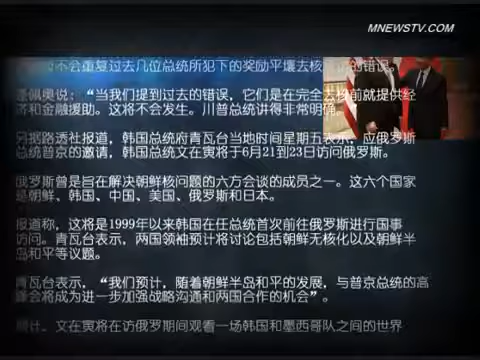 MNEWSTV.COM
不会重复过去几位总统所犯下的奖励平壤去核的错误。
蓬佩奥说:“当我们提到过去的错误,它们是在完全去核前就提供经
济和金融援助。这将不会发生。川普总统讲得非常明确。
另据路透社报道,韩国总统府青瓦台当地时间星期五表示,应俄罗斯
总统普京的邀请,韩国总统文在寅将于6月21到23日访问俄罗斯。
俄罗斯曾是旨在解决朝鲜核问题的六方会谈的成员之一。这六个国家
是朝鲜、韩国、中国、美国、俄罗斯和日本。
报道称,这将是1999年以来韩国在任总统首次前往俄罗斯进行国事
访问。青瓦台表示,两国领袖预计将讨论包括朝鲜无核化以及朝鲜半
岛和平等议题。
青瓦台表示,“我们预计,随着朝鲜半岛和平的发展,与普京总统的高
峰会将成为进一步加强战略沟通和两国合作的机会”。
预计,文在寅将在访俄罗斯期间观看一场韩国和墨西哥队之间的世界